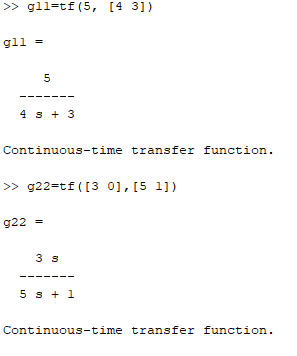 >> g11=tf(5, [4 3])
g11 =
5
-------
4 s + 3
Continuous-time transfer function.
>> g22=tf([3 0],[5 1])
g22 =
3 s
-------
5 s + 1
Continuous-time transfer function.